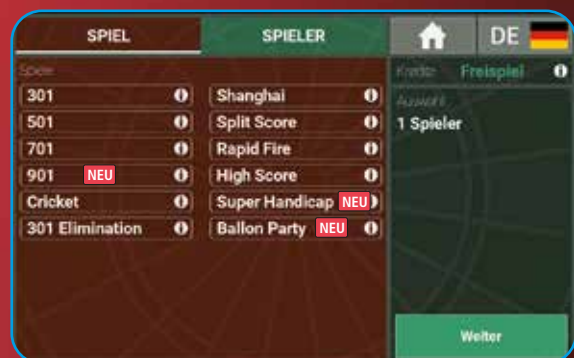 SPIEL SPIELER DE
Spiele
Kredite Freispiel
301 Shanghai
Auswahl
501 Split Score
1 Spieler
701 Rapid Fire
901 NEU High Score
Cricket Super Handicap NEU
301 Elimination Ballon Party NEU
Weiter